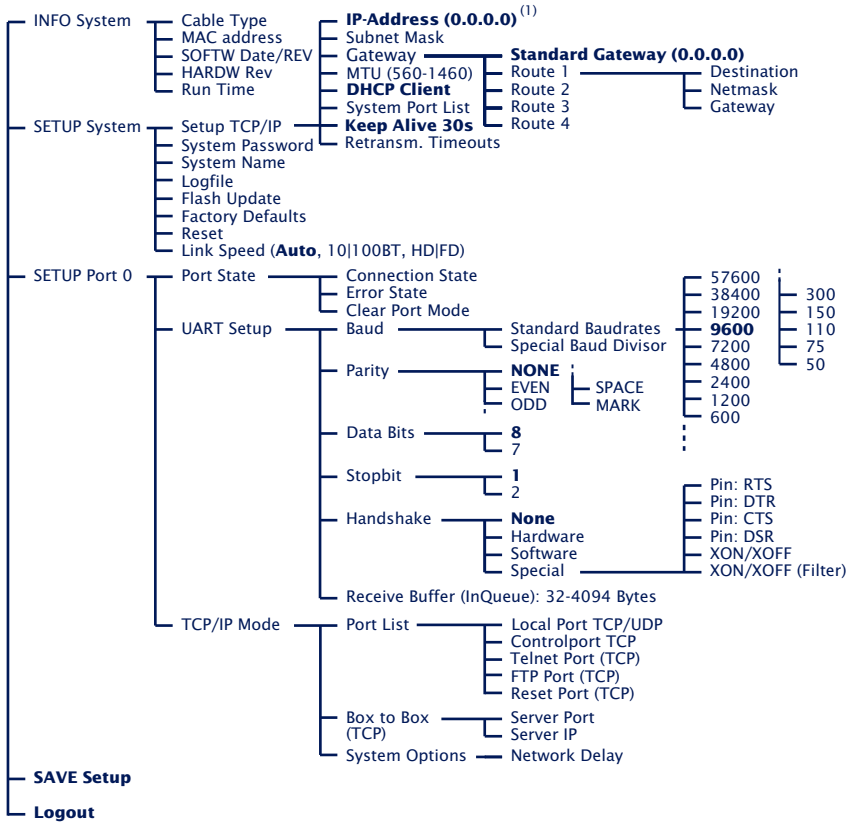 INFO System
Cable Type
MAC address
SOFTW Date/REV
HARDW Rev
Run Time
SETUP System
Setup TCP/IP
IP-Address (0.0.0.0) (1)
Subnet Mask
Gateway
Standard Gateway (0.0.0.0)
Route 1
Destination
Netmask
Gateway
Route 2
Route 3
Route 4
MTU (560-1460)
DHCP Client
System Port List
Keep Alive 30s
Retransm. Timeouts
System Password
System Name
Logfile
Flash Update
Factory Defaults
Reset
Link Speed (Auto, 10|100BT, HD|FD)
SETUP Port 0
Port State
Connection State
Error State
Clear Port Mode
UART Setup
Baud
Standard Baudrates
57600
38400
19200
9600
7200
4800
2400
1200
600
300
150
110
75
50
Special Baud Divisor
Parity
NONE
EVEN
ODD
SPACE
MARK
Data Bits
8
7
Stopbit
1
2
Handshake
None
Hardware
Software
Special
Pin: RTS
Pin: DTR
Pin: CTS
Pin: DSR
XON/XOFF
XON/XOFF (Filter)
Receive Buffer (InQueue): 32-4094 Bytes
TCP/IP Mode
Port List
Local Port TCP/UDP
Controlport TCP
Telnet Port (TCP)
FTP Port (TCP)
Reset Port (TCP)
Box to Box
(TCP)
Server Port
Server IP
System Options
Network Delay
SAVE Setup
Logout